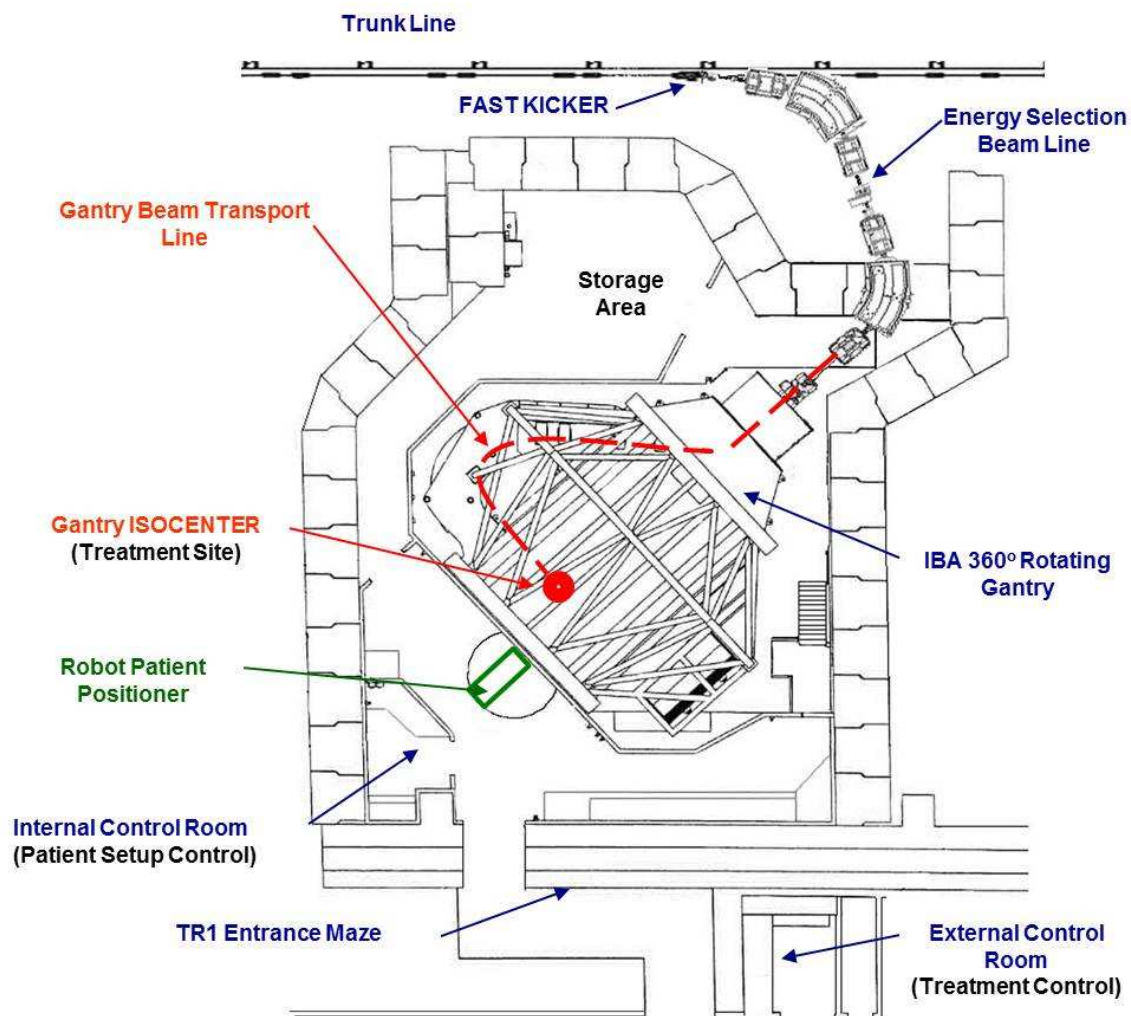 Trunk Line
FAST KICKER
Energy Selection
Beam Line
Gantry Beam Transport
Line
Storage
Area
Gantry ISOCENTER
(Treatment Site)
IBA 360º Rotating
Gantry
Robot Patient
Positioner
Internal Control Room
(Patient Setup Control)
TR1 Entrance Maze
External Control
Room
(Treatment Control)